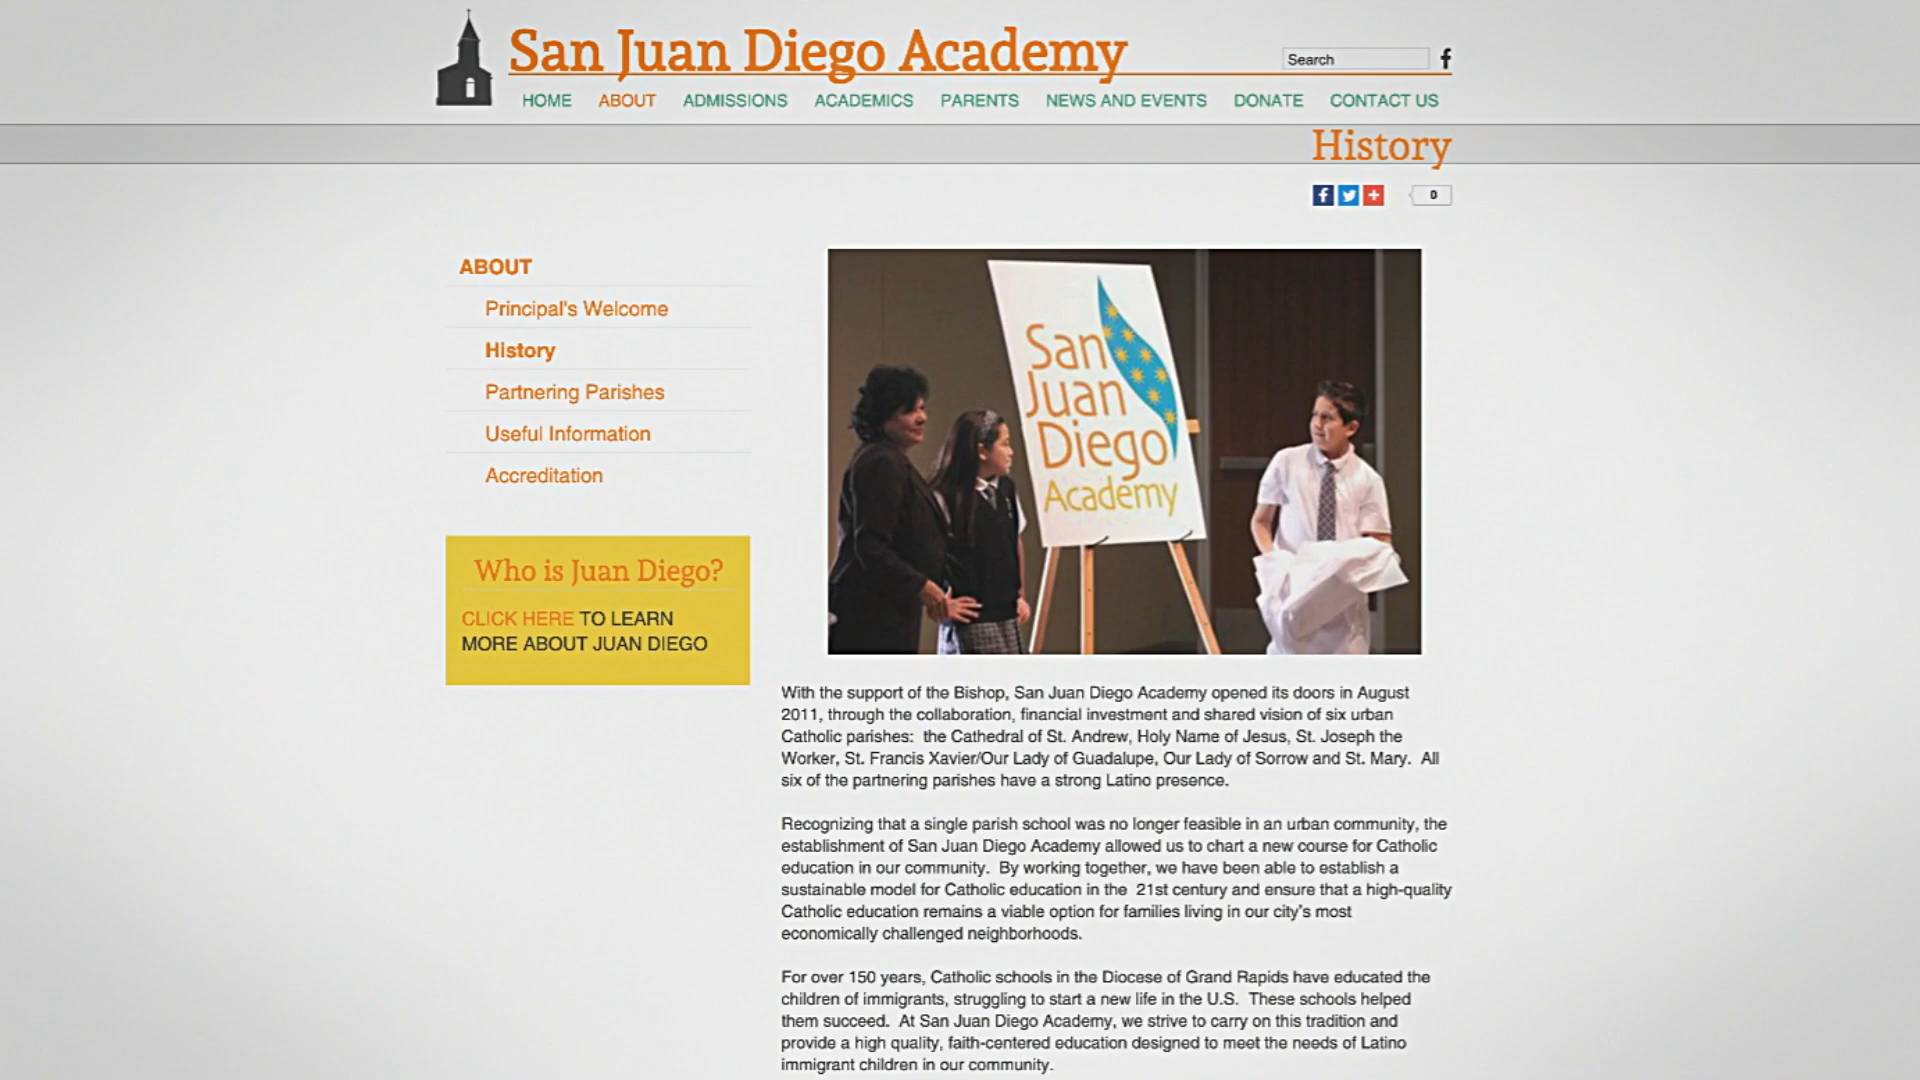 San Juan Diego Academy
Search
HOME ABOUT ADMISSIONS ACADEMICS PARENTS NEWS AND EVENTS DONATE CONTACT US
History
0
ABOUT
Principal's Welcome
History
Partnering Parishes
Useful Information
Accreditation
Who is Juan Diego?
CLICK HERE TO LEARN
MORE ABOUT JUAN DIEGO
San
Juan
Diego
Academy
With the support of the Bishop, San Juan Diego Academy opened its doors in August
2011, through the collaboration, financial investment and shared vision of six urban
Catholic parishes: the Cathedral of St. Andrew, Holy Name of Jesus, St. Joseph the
Worker, St. Francis Xavier/Our Lady of Guadalupe, Our Lady of Sorrow and St. Mary. All
six of the partnering parishes have a strong Latino presence.
Recognizing that a single parish school was no longer feasible in an urban community, the
establishment of San Juan Diego Academy allowed us to chart a new course for Catholic
education in our community. By working together, we have been able to establish a
sustainable model for Catholic education in the 21st century and ensure that a high-quality
Catholic education remains a viable option for families living in our city's most
economically challenged neighborhoods.
For over 150 years, Catholic schools in the Diocese of Grand Rapids have educated the
children of immigrants, struggling to start a new life in the U.S. These schools helped
them succeed. At San Juan Diego Academy, we strive to carry on this tradition and
provide a high quality, faith-centered education designed to meet the needs of Latino
immigrant children in our community.